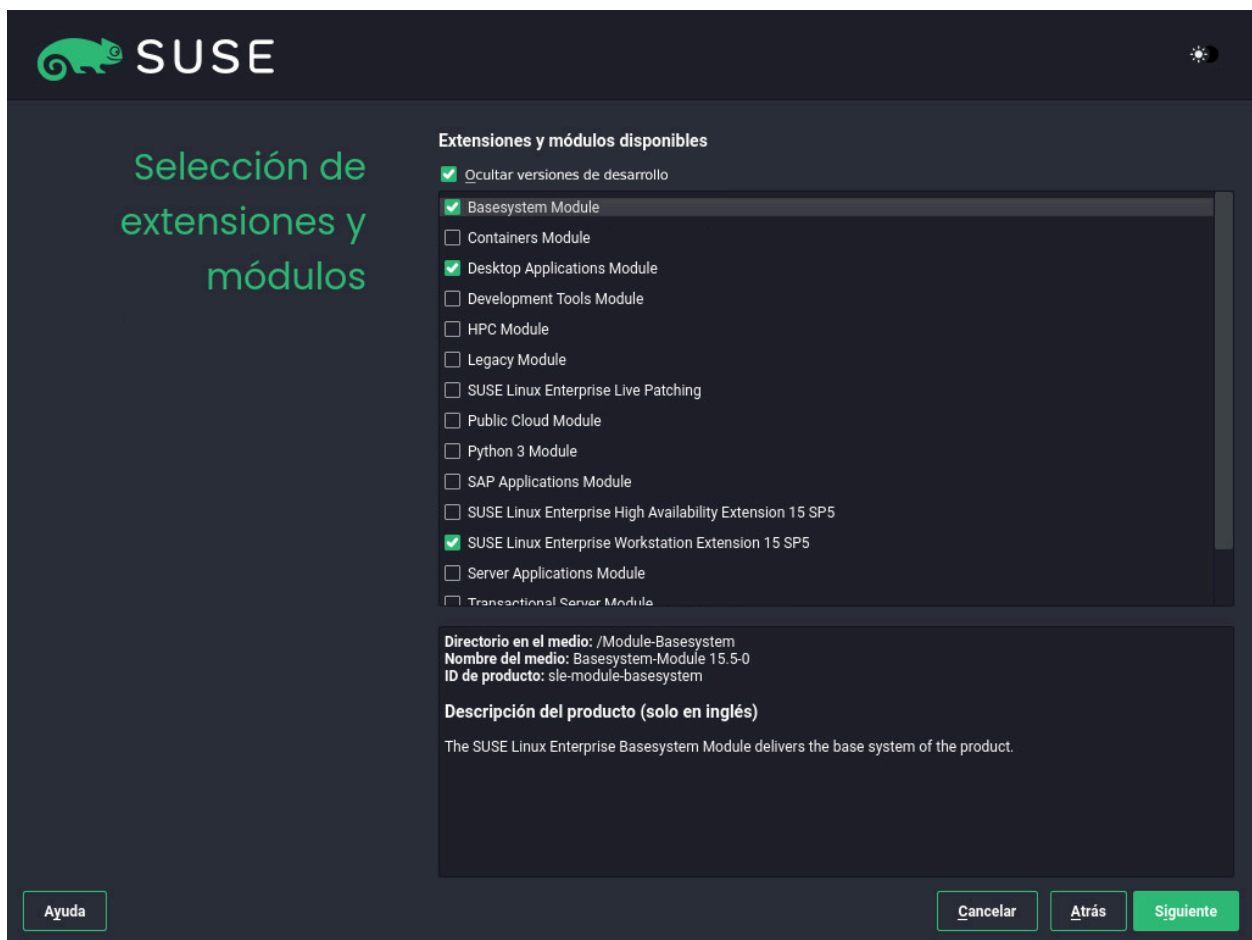 SUSE
Selección de
extensiones y
módulos
Extensiones y módulos disponibles
Ocultar versiones de desarrollo
Basesystem Module
Containers Module
Desktop Applications Module
Development Tools Module
HPC Module
Legacy Module
SUSE Linux Enterprise Live Patching
Public Cloud Module
Python 3 Module
SAP Applications Module
SUSE Linux Enterprise High Availability Extension 15 SP5
SUSE Linux Enterprise Workstation Extension 15 SP5
Server Applications Module
Transactional Server Module
Directorio en el medio: /Module-Basesystem
Nombre del medio: Basesystem-Module 15.5-0
ID de producto: sle-module-basesystem
Descripción del producto (solo en inglés)
The SUSE Linux Enterprise Basesystem Module delivers the base system of the product.
Ayuda
Cancelar
Atrás
Siguiente